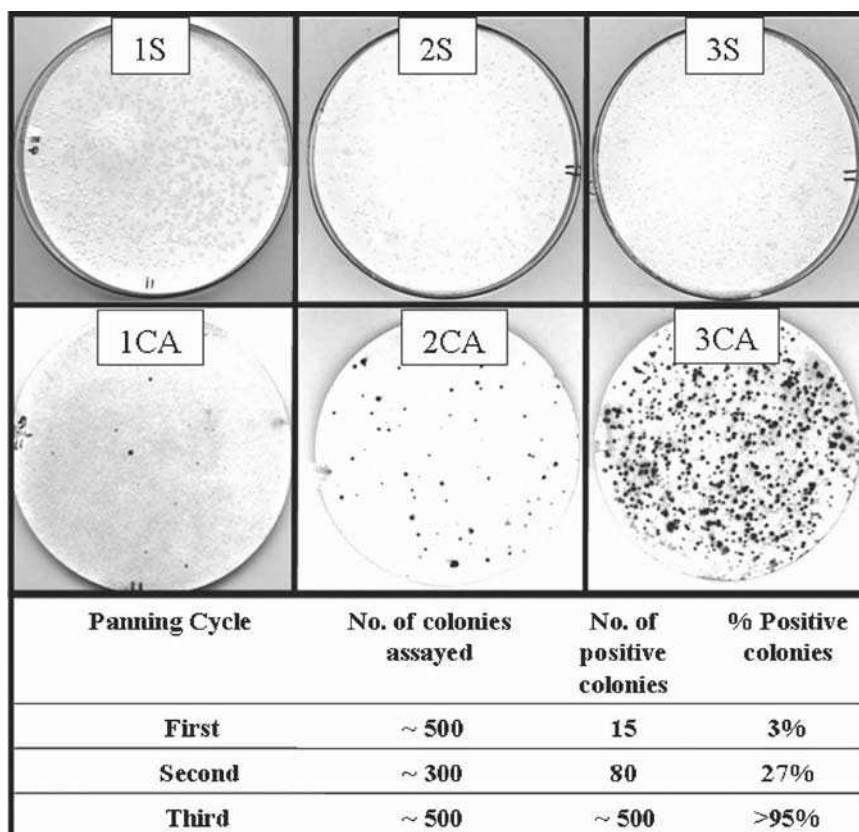 1S
2S
3S
1CA
2CA
3CA
Panning Cycle No. of colonies assayed No. of positive colonies % Positive colonies
First ~ 500 15 3%
Second ~ 300 80 27%
Third ~ 500 ~ 500 >95%